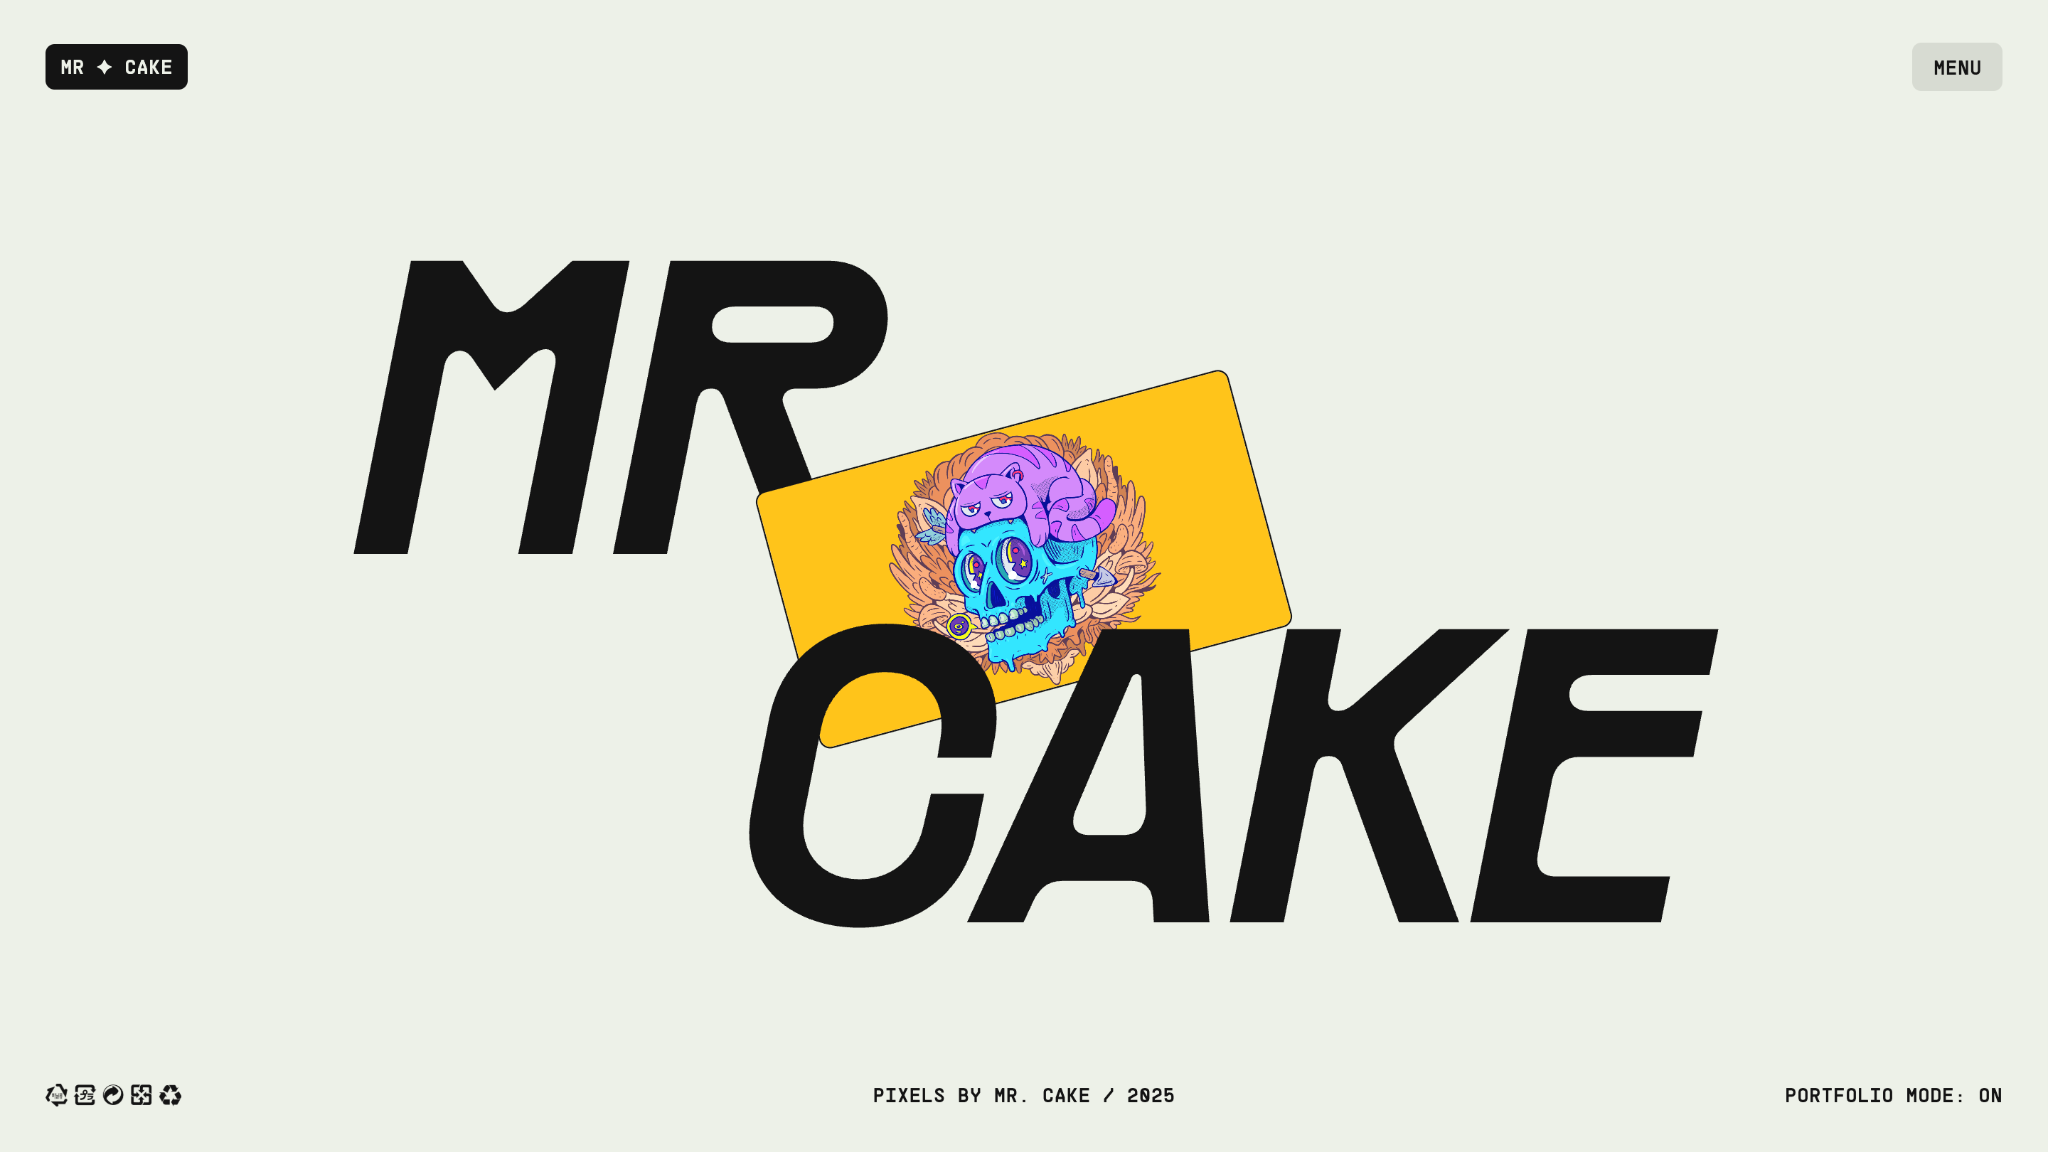 MR ✦ CAKE
MENU
MR
CAKE
PIXELS BY MR. CAKE / 2025
PORTFOLIO MODE: ON